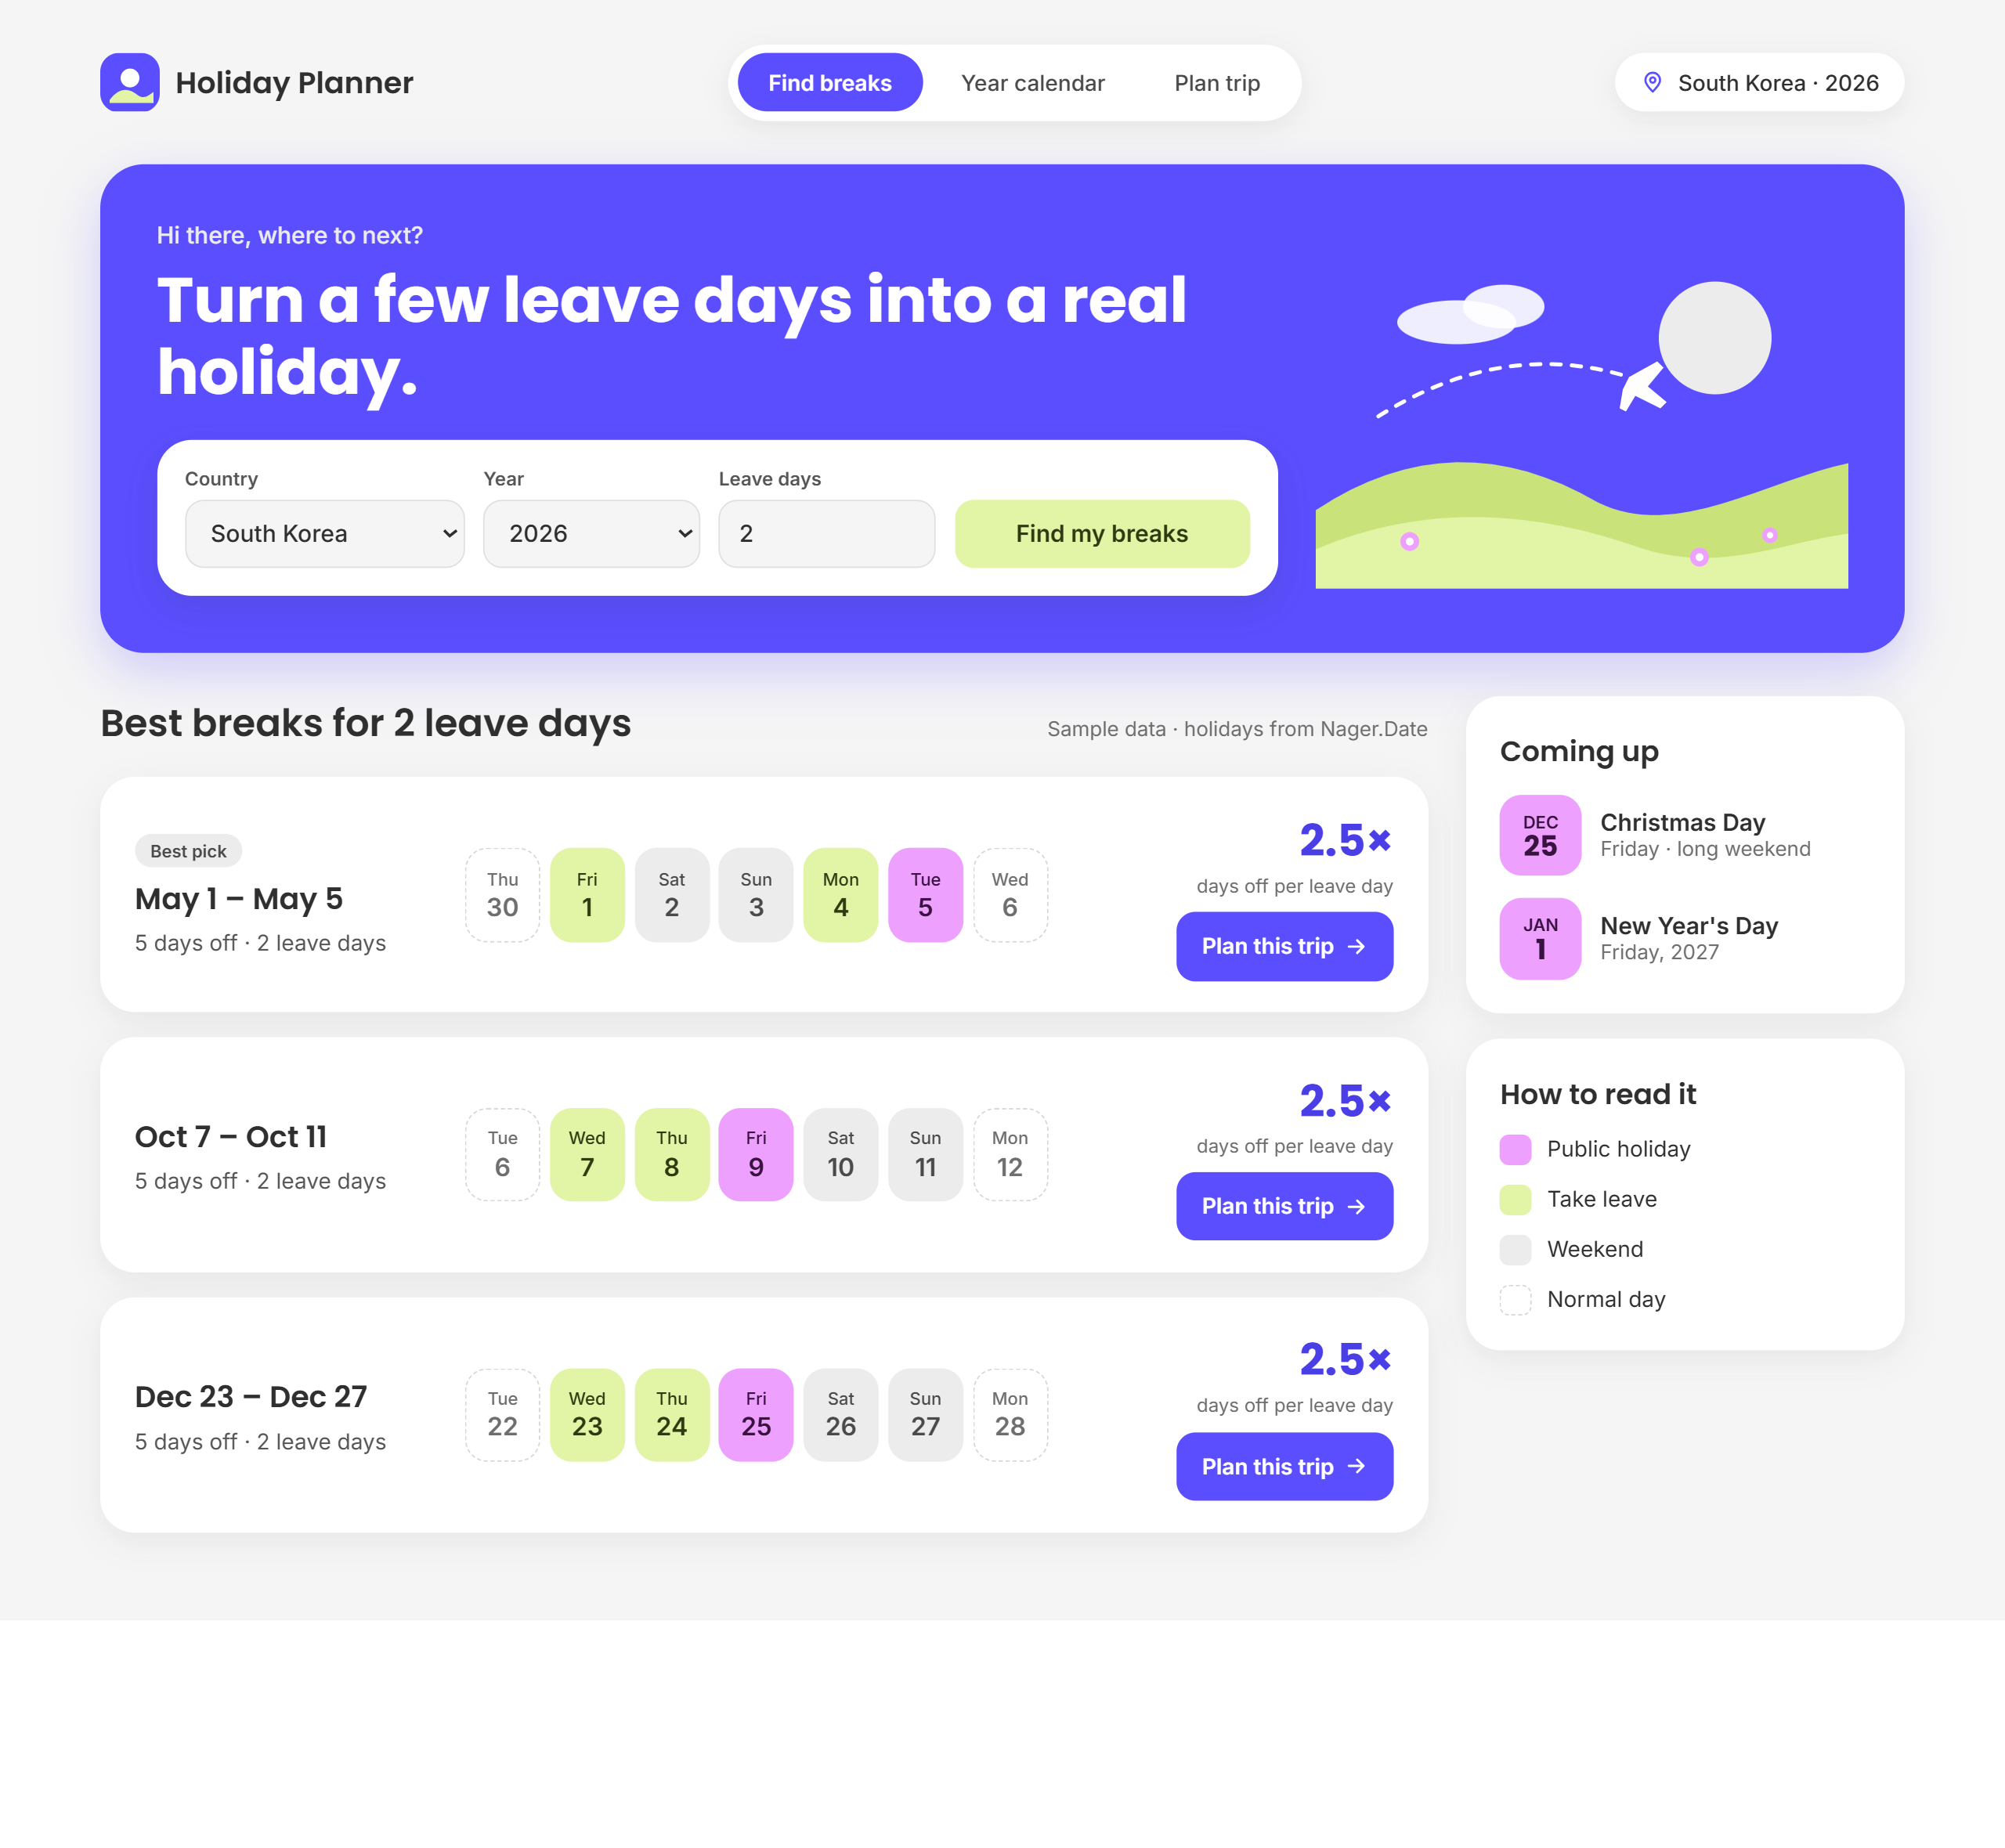 Holiday Planner
Find breaks
Year calendar
Plan trip
South Korea · 2026
Hi there, where to next?
Turn a few leave days into a real
holiday.
Country
Year
Leave days
South Korea
2026
2
Find my breaks
Best breaks for 2 leave days
Sample data · holidays from Nager.Date
Best pick
May 1 – May 5
5 days off · 2 leave days
Thu
30
Fri
1
Sat
2
Sun
3
Mon
4
Tue
5
Wed
6
2.5×
days off per leave day
Plan this trip →
Oct 7 – Oct 11
5 days off · 2 leave days
Tue
6
Wed
7
Thu
8
Fri
9
Sat
10
Sun
11
Mon
12
2.5×
days off per leave day
Plan this trip →
Dec 23 – Dec 27
5 days off · 2 leave days
Tue
22
Wed
23
Thu
24
Fri
25
Sat
26
Sun
27
Mon
28
2.5×
days off per leave day
Plan this trip →
Coming up
DEC
25
Christmas Day
Friday · long weekend
JAN
1
New Year's Day
Friday, 2027
How to read it
Public holiday
Take leave
Weekend
Normal day